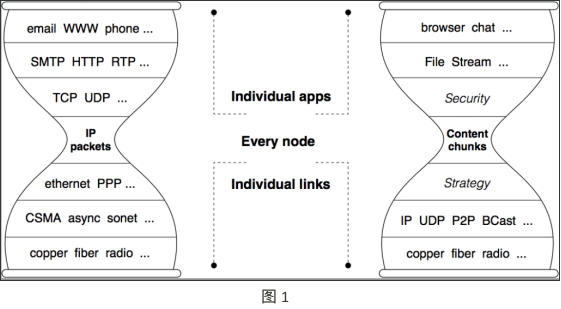 email WWW phone ...
SMTP HTTP RTP ...
TCP UDP ...
IP
packets
ethernet PPP ...
CSMA async sonet ...
copper fiber radio ...
Individual apps
Every node
Individual links
browser chat ...
File Stream ...
Security
Content
chunks
Strategy
IP UDP P2P BCast ...
copper fiber radio ...
图 1